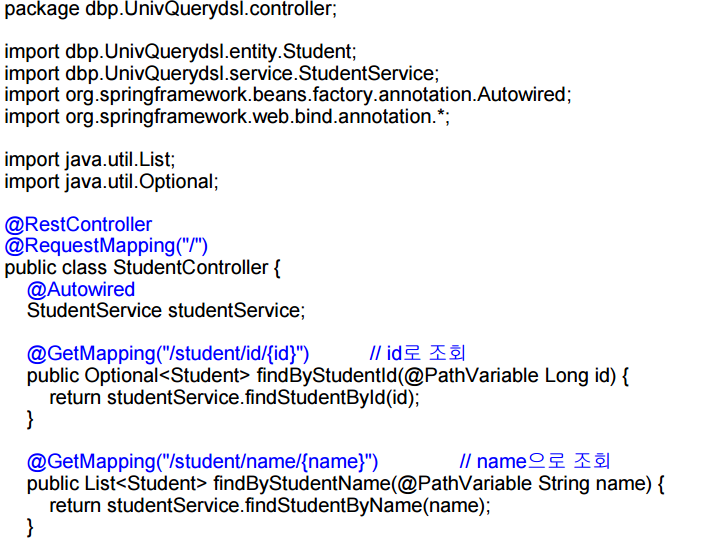 package dbp.UnivQuerydsl.controller;
import dbp.UnivQuerydsl.entity.Student;
import dbp.UnivQuerydsl.service.StudentService;
import org.springframework.beans.factory.annotation.Autowired;
import org.springframework.web.bind.annotation.*;
import java.util.List;
import java.util.Optional;
@RestController
@RequestMapping("/")
public class StudentController {
@Autowired
StudentService studentService;
@GetMapping("/student/id/{id}") // id로 조회
public Optional<Student> findByStudentId(@PathVariable Long id) {
return studentService.findStudentById(id);
}
@GetMapping("/student/name/{name}") // name으로 조회
public List<Student> findByStudentName(@PathVariable String name) {
return studentService.findStudentByName(name);
}